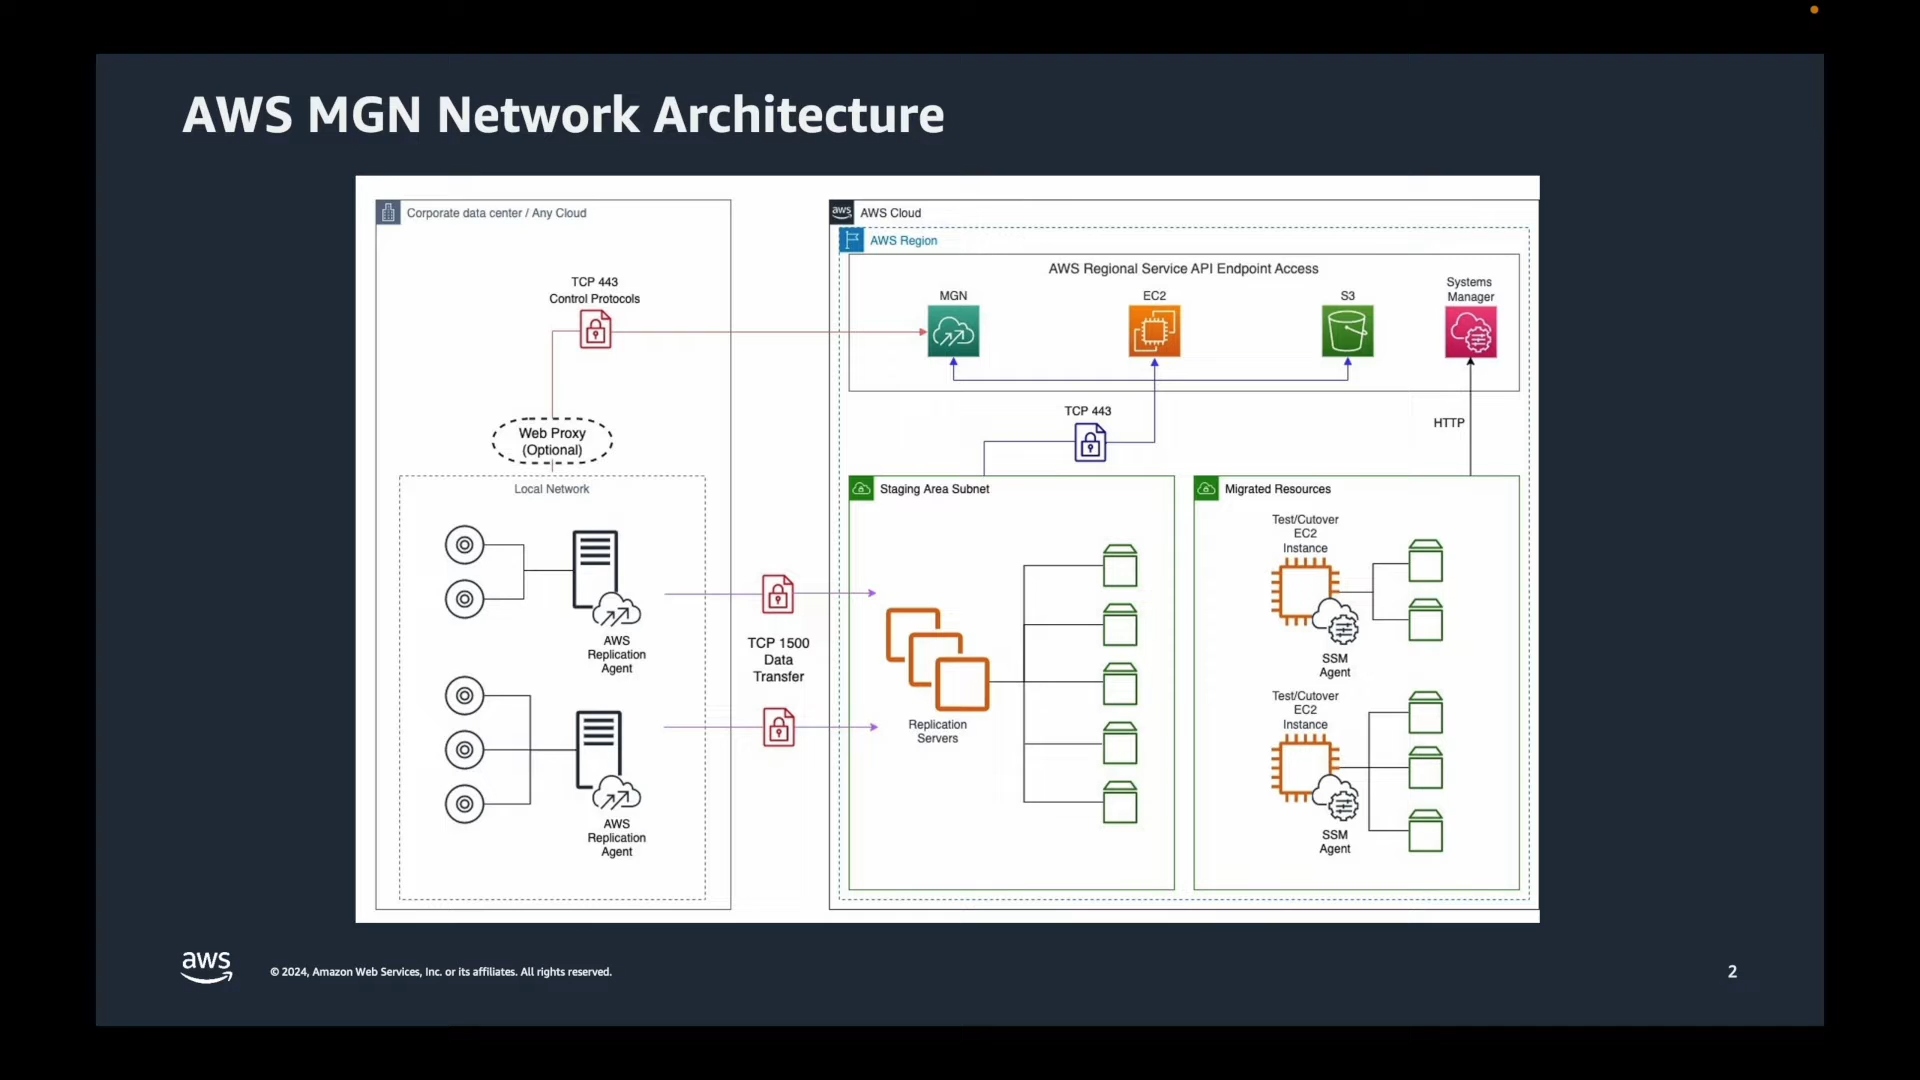 AWS MGN Network Architecture
Corporate data center / Any Cloud
TCP 443
Control Protocols
Web Proxy
(Optional)
Local Network
AWS
Replication
Agent
AWS
Replication
Agent
TCP 1500
Data
Transfer
aws
AWS Cloud
AWS Region
AWS Regional Service API Endpoint Access
MGN
EC2
S3
Systems
Manager
TCP 443
HTTP
Staging Area Subnet
Replication
Servers
Migrated Resources
Test/Cutover
EC2
Instance
SSM
Agent
Test/Cutover
EC2
Instance
SSM
Agent
aws
© 2024, Amazon Web Services, Inc. or its affiliates. All rights reserved.
2